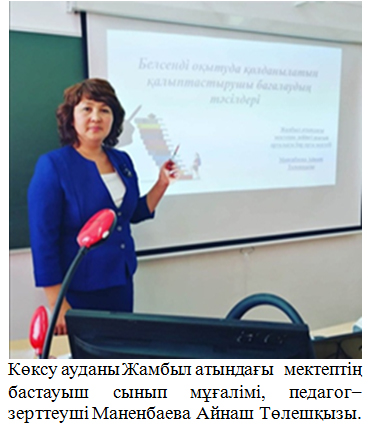 Белсенді оқытуда қолданылатын
қалыптастырушы бағалаудың
тәсілдері
Көксу ауданы Жамбыл атындағы мектептің
бастауыш сынып мұғалімі, педагог–
зерттеуші Маненбаева Айнаш Төлешқызы.